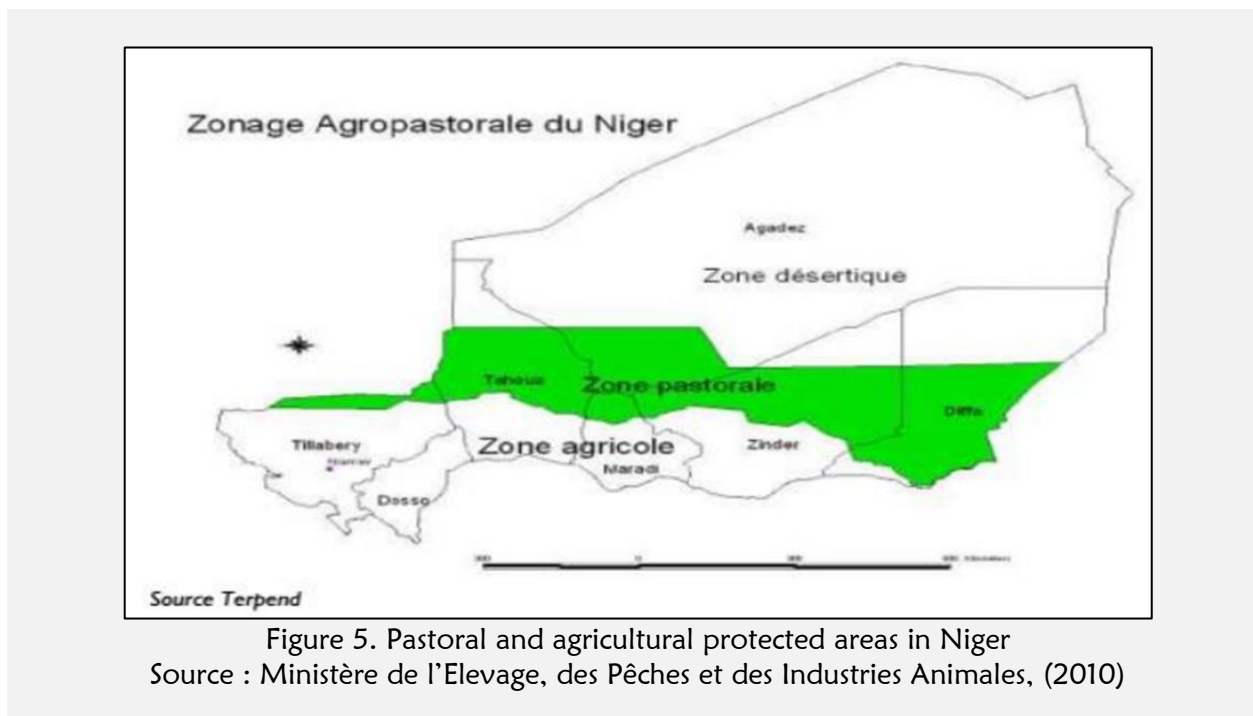 Zonage Agropastorale du Niger
Agadez
Zone désertique
Tahoua
Zone pastorale
Diffa
Tillabery
Zone agricole
Zinder
Niamey
Maradi
Dosso
0
Source Terpend
Figure 5. Pastoral and agricultural protected areas in Niger
Source : Ministère de l'Elevage, des Pêches et des Industries Animales, (2010)